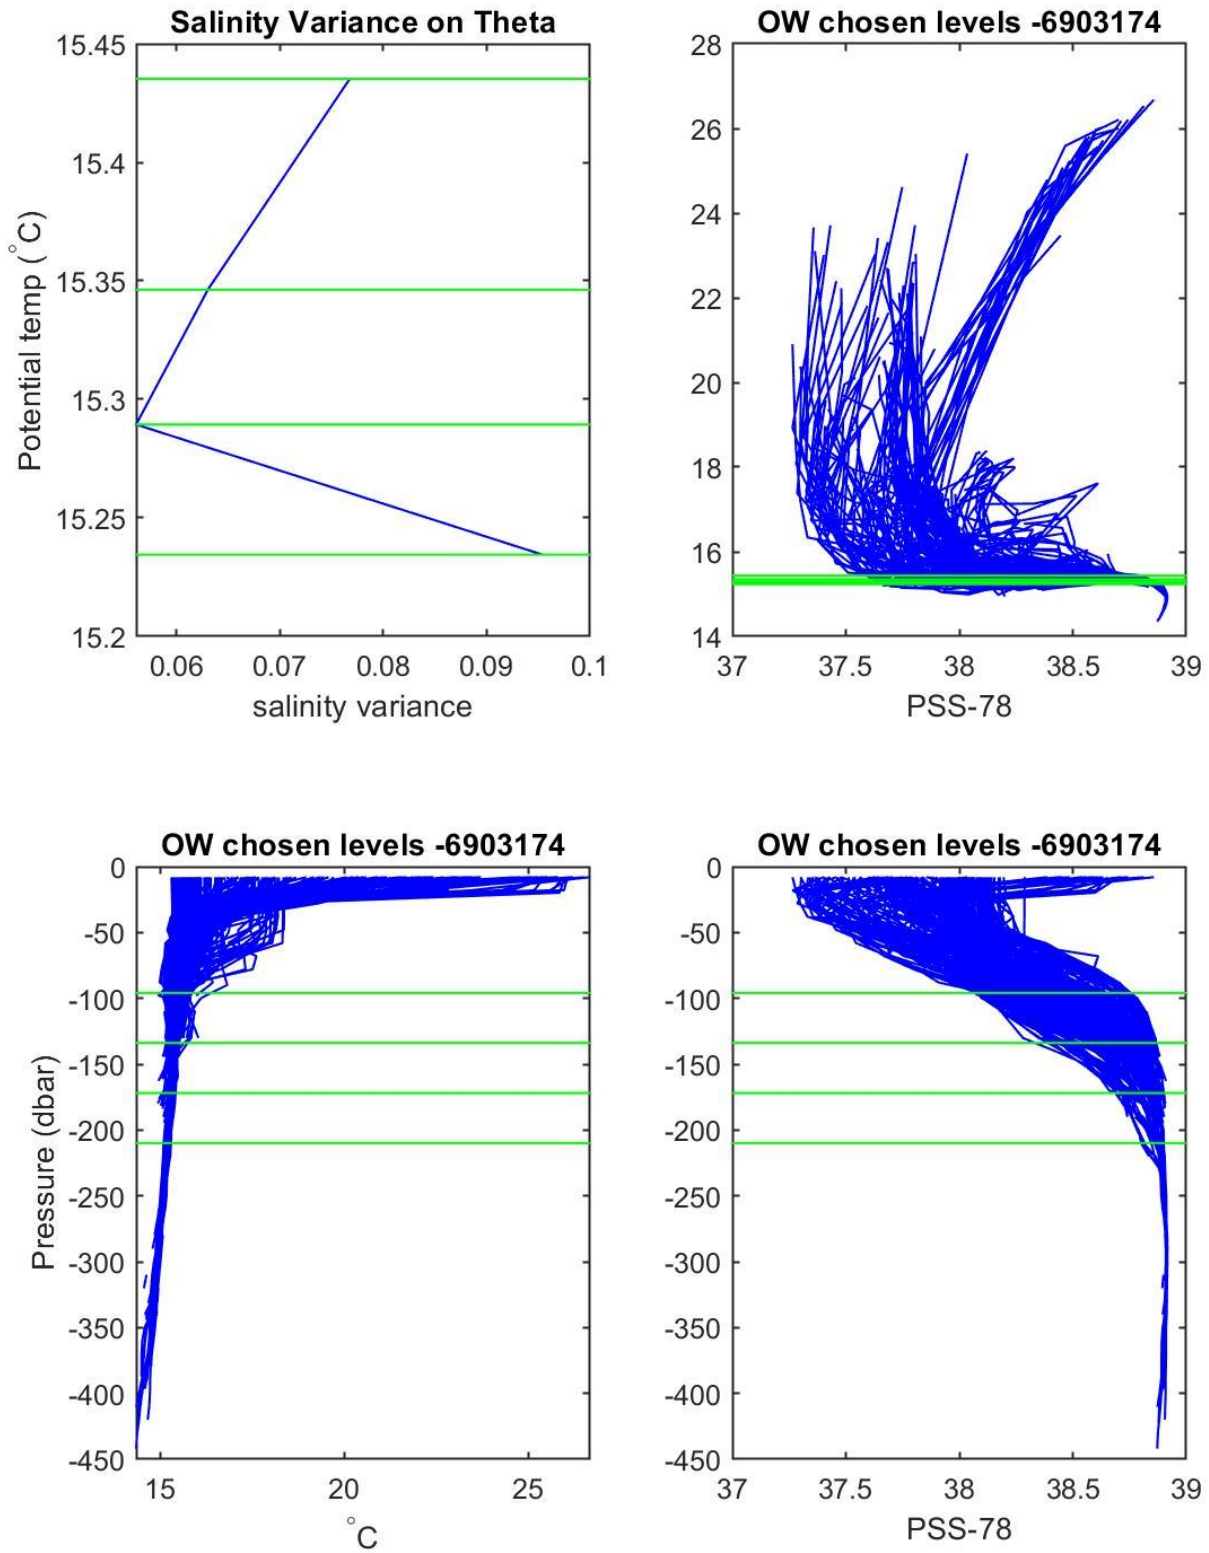 Salinity Variance on Theta
15.45
15.4
15.35
15.3
15.25
15.2
Potential temp (°C)
0.06 0.07 0.08 0.09 0.1
salinity variance
OW chosen levels -6903174
28
26
24
22
20
18
16
14
37 37.5 38 38.5 39
PSS-78
OW chosen levels -6903174
0
-50
-100
-150
-200
-250
-300
-350
-400
-450
Pressure (dbar)
15 20 25
°C
OW chosen levels -6903174
0
-50
-100
-150
-200
-250
-300
-350
-400
-450
37 37.5 38 38.5 39
PSS-78